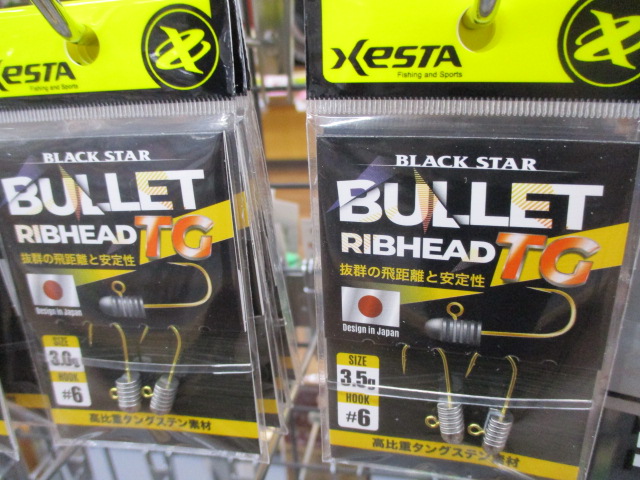 XESTA
BLACK STAR
BULLET
RIBHEAD TG
抜群の飛距離と安定性
Design in Japan
SIZE
3.0g
HOOK
#6
高比重タングステン素材
XESTA
Fishing and Sports
BLACK STAR
BULLET
RIBHEAD TG
抜群の飛距離と安定性
Design in Japan
SIZE
3.5g
HOOK
#6
高比重タングステン素材